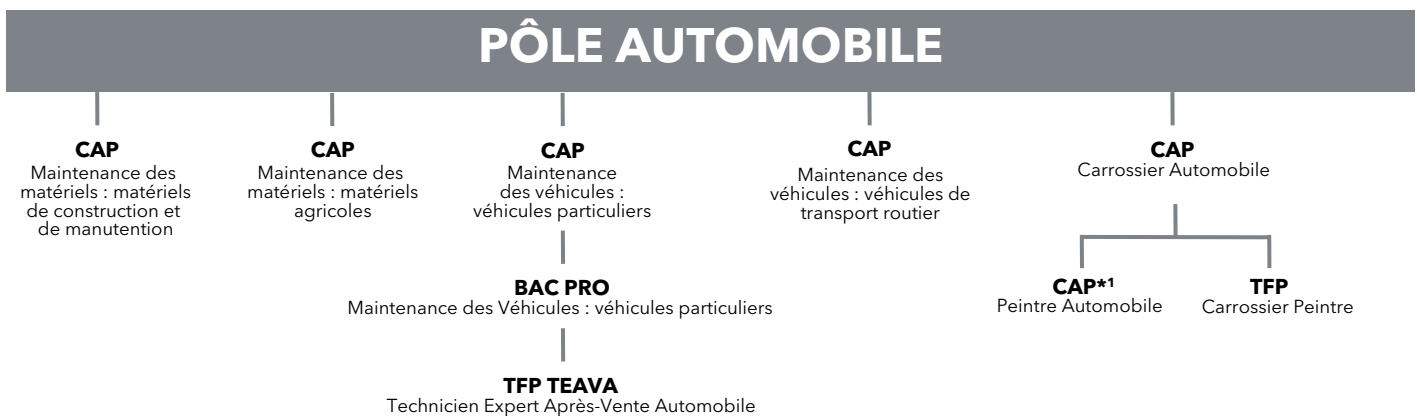 PÔLE AUTOMOBILE
CAP
Maintenance des
matériels : matériels
de construction et
de manutention
CAP
Maintenance des
matériels : matériels
agricoles
CAP
Maintenance
des véhicules :
véhicules particuliers
CAP
Maintenance des
véhicules : véhicules de
transport routier
CAP
Carrossier Automobile
BAC PRO
Maintenance des Véhicules : véhicules particuliers
CAP*¹
Peintre Automobile
TFP
Carrossier Peintre
TFP TEAVA
Technicien Expert Après-Vente Automobile